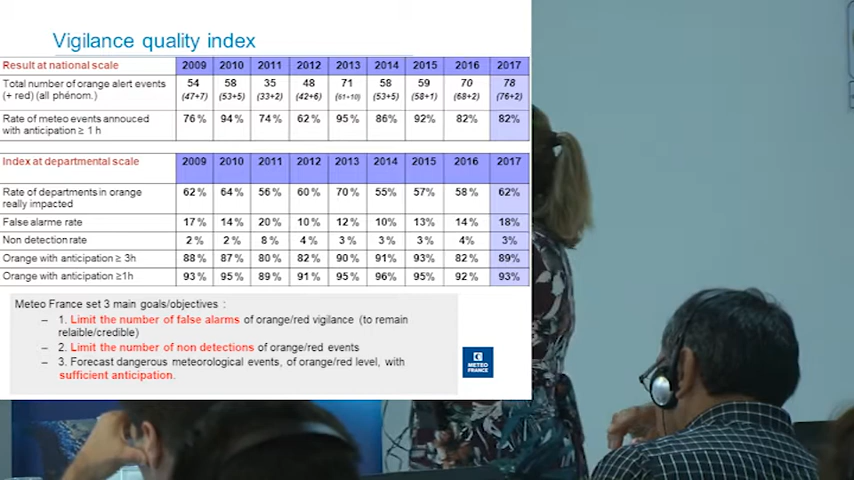 Vigilance quality index
Result at national scale 2009 2010 2011 2012 2013 2014 2015 2016 2017
Total number of orange alert events 54 58 35 48 71 58 59 70 78
(+ red) (all phénom.) (47+7) (53+5) (33+2) (42+6) (61+10) (53+5) (58+1) (68+2) (76+2)
Rate of meteo events annouced 76% 94% 74% 62% 95% 86% 92% 82% 82%
with anticipation ≥ 1 h
Index at departmental scale 2009 2010 2011 2012 2013 2014 2015 2016 2017
Rate of departments in orange 62% 64% 56% 60% 70% 55% 57% 58% 62%
really impacted
False alarme rate 17% 14% 20% 10% 12% 10% 13% 14% 18%
Non detection rate 2% 2% 8% 4% 3% 3% 3% 4% 3%
Orange with anticipation ≥ 3h 88% 87% 80% 82% 90% 91% 93% 82% 89%
Orange with anticipation ≥1h 93% 95% 89% 91% 95% 96% 95% 92% 93%
Meteo France set 3 main goals/objectives :
– 1. Limit the number of false alarms of orange/red vigilance (to remain
relaible/credible)
– 2. Limit the number of non detections of orange/red events
– 3. Forecast dangerous meteorological events, of orange/red level, with
sufficient anticipation.
METEO
FRANCE